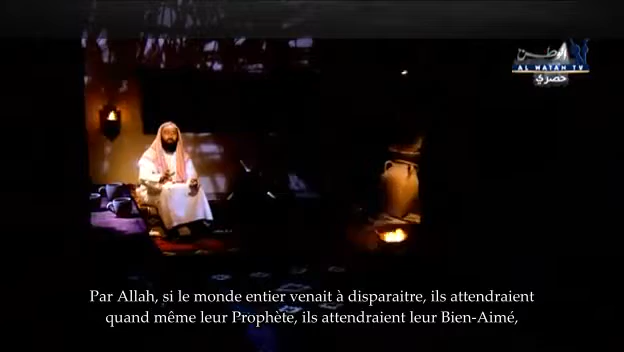 الوطن
AL WATAN TV
حصري
Par Allah, si le monde entier venait à disparaitre, ils attendraient
quand même leur Prophète, ils attendraient leur Bien-Aimé,